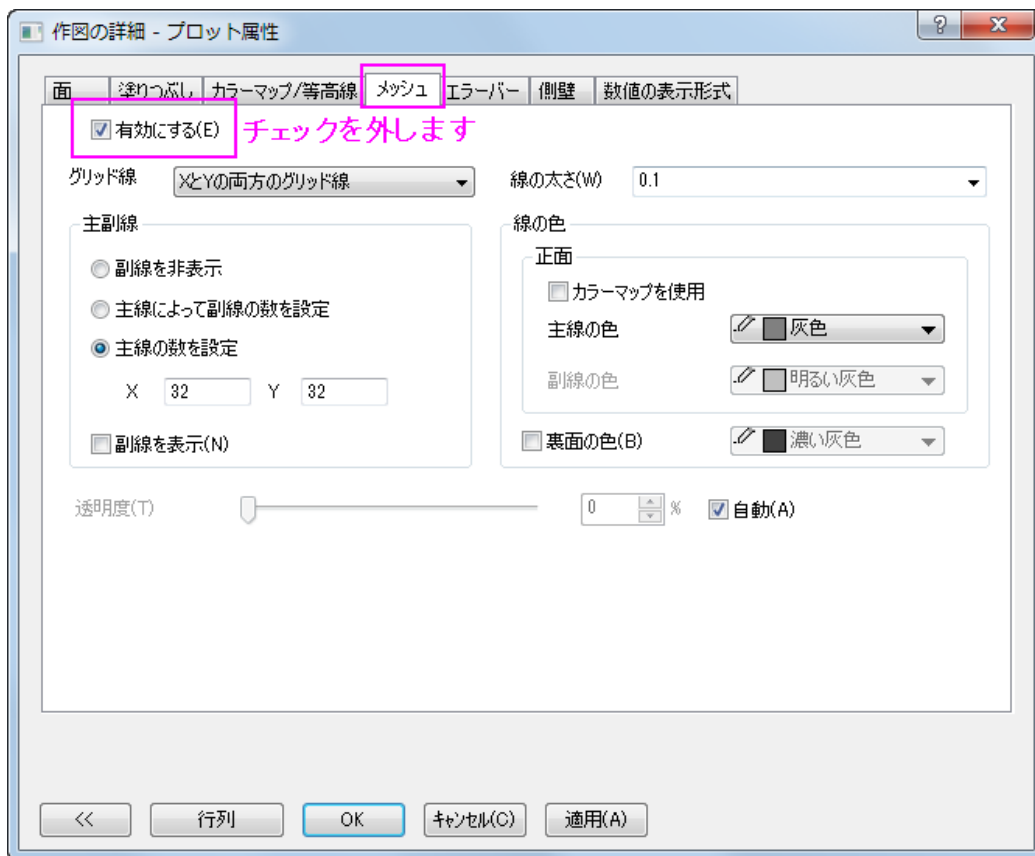 作図の詳細 - プロット属性
面 塗りつぶし カラーマップ/等高線 メッシュ エラーバー 側壁 数値の表示形式
有効にする(E) チェックを外します
グリッド線 XとYの両方のグリッド線 線の太さ(W) 0.1
主副線 線の色
正面
副線を非表示
カラーマップを使用
主線によって副線の数を設定
主線の色 灰色
主線の数を設定
副線の色 明るい灰色
X 32 Y 32
副線を表示(N)
裏面の色(B) 濃い灰色
透明度(T) 0 % 自動(A)
<< 行列 OK キャンセル(C) 適用(A)